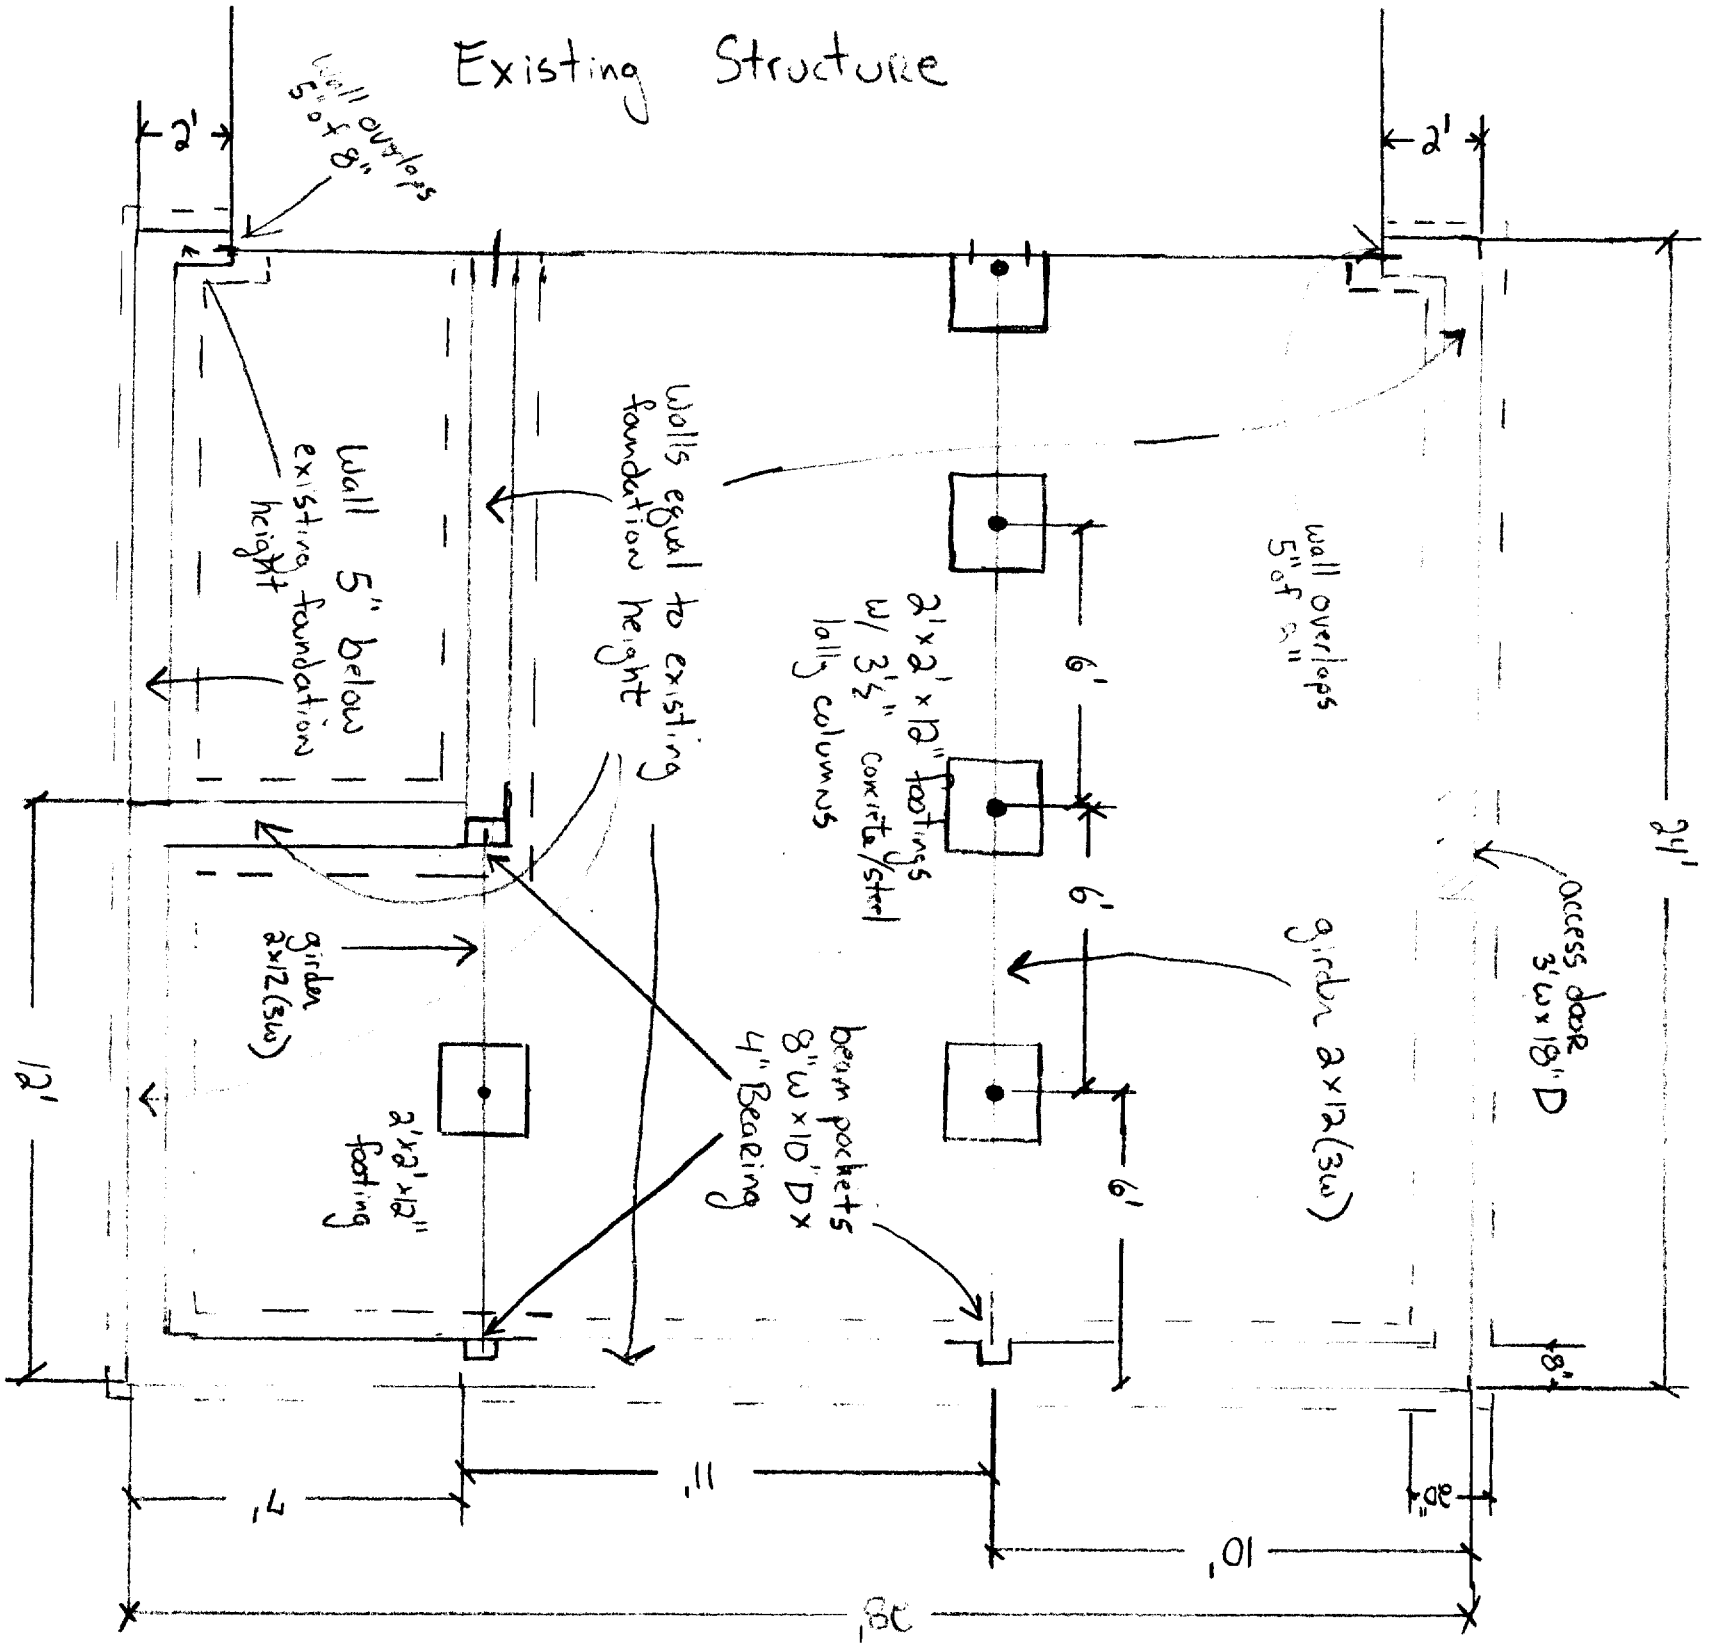 Existing Structure
2'
2'
Wall overlaps
5" of 8"
Walls equal to existing
foundation height
Wall 5" below
existing foundation
height
2'x2'x12" footings
w/ 3½" concrete/steel
lally columns
wall overlaps
5" of
6'
6'
6'
24'
access door
3'w x 18"D
girder 2x12(3w)
girder
2x12(3w)
beam pockets
8"w x 10"D x
4" Bearing
2'x2'x12"
footing
12'
8"
20"
7'
11'
10'
28'